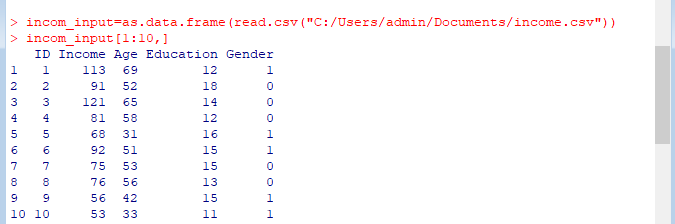 > incom_input=as.data.frame(read.csv("C:/Users/admin/Documents/income.csv"))
> incom_input[1:10,]
   ID Income Age Education Gender
1   1    113  69        12      1
2   2     91  52        18      0
3   3    121  65        14      0
4   4     81  58        12      0
5   5     68  31        16      1
6   6     92  51        15      1
7   7     75  53        15      0
8   8     76  56        13      0
9   9     56  42        15      1
10 10     53  33        11      1